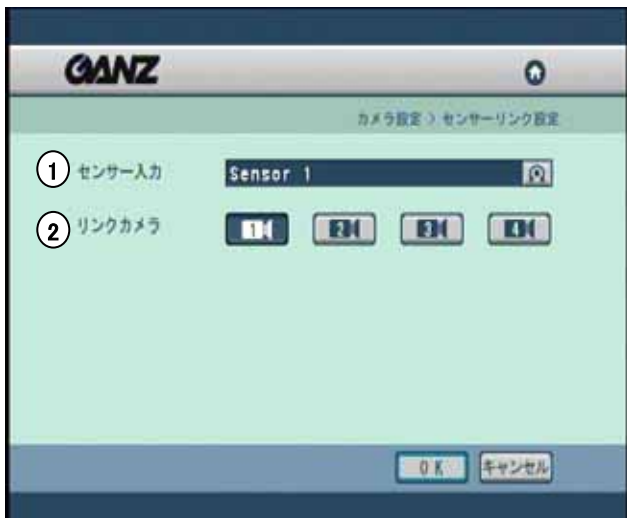 GANZ
カメラ設定 > センサーリンク設定
① センサー入力 Sensor 1
② リンクカメラ 1 2 3 4
OK キャンセル